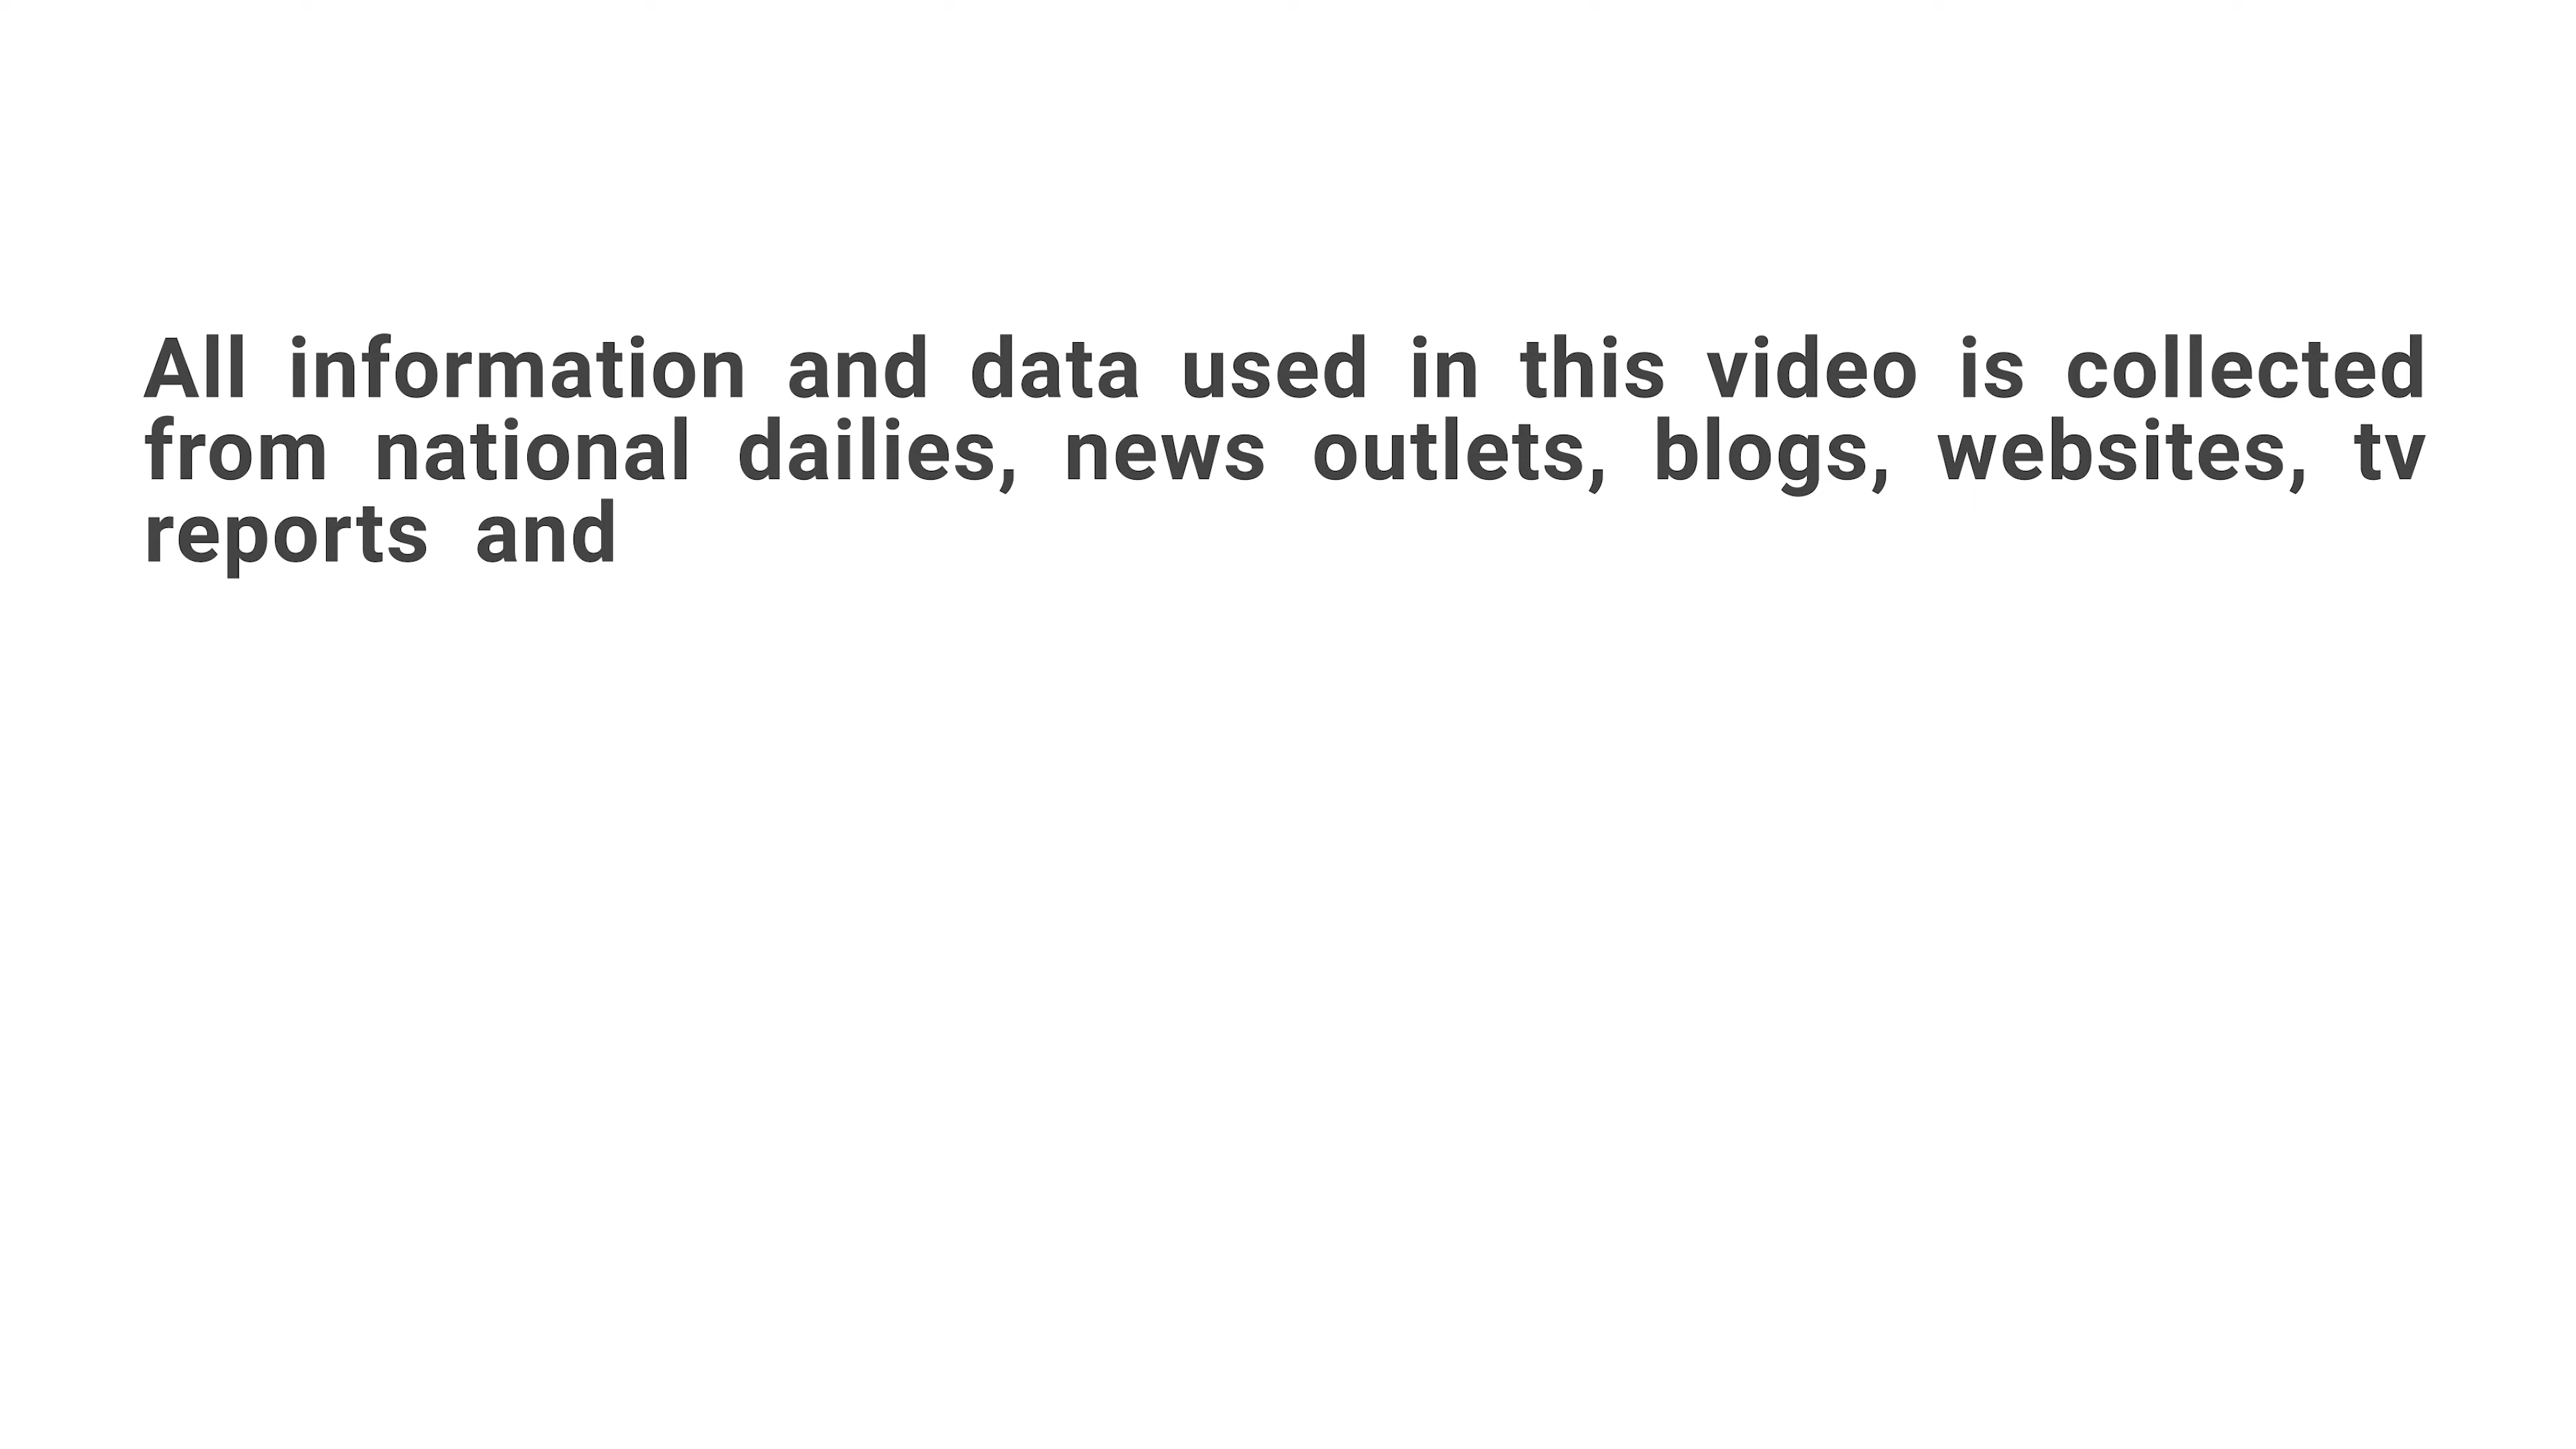 All information and data used in this video is collected
from national dailies, news outlets, blogs, websites, tv
reports and